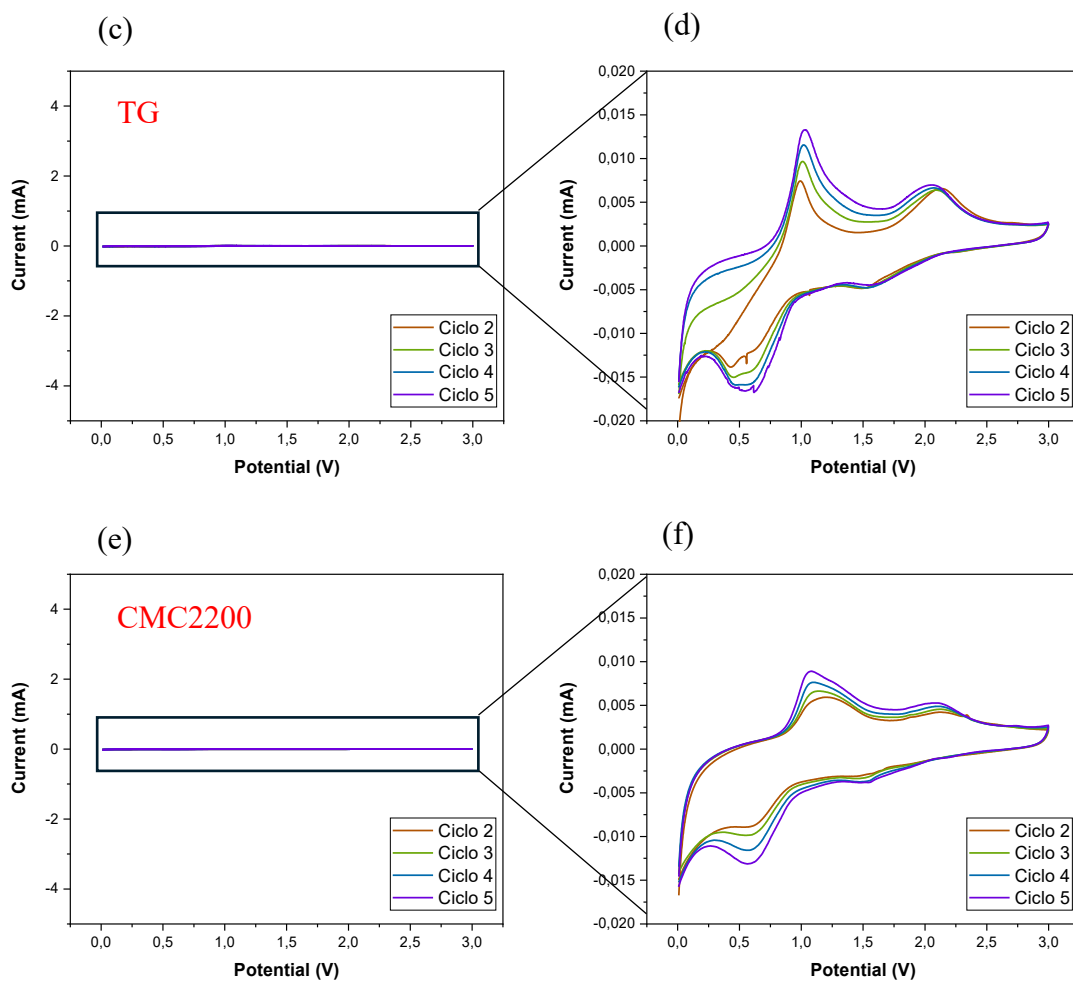 (c)
TG
Current (mA)
4
2
0
-2
-4
0,0 0,5 1,0 1,5 2,0 2,5 3,0
Potential (V)
Ciclo 2
Ciclo 3
Ciclo 4
Ciclo 5
(d)
Current (mA)
0,020
0,015
0,010
0,005
0,000
-0,005
-0,010
-0,015
-0,020
0,0 0,5 1,0 1,5 2,0 2,5 3,0
Potential (V)
Ciclo 2
Ciclo 3
Ciclo 4
Ciclo 5
(e)
CMC2200
Current (mA)
4
2
0
-2
-4
0,0 0,5 1,0 1,5 2,0 2,5 3,0
Potential (V)
Ciclo 2
Ciclo 3
Ciclo 4
Ciclo 5
(f)
Current (mA)
0,020
0,015
0,010
0,005
0,000
-0,005
-0,010
-0,015
-0,020
0,0 0,5 1,0 1,5 2,0 2,5 3,0
Potential (V)
Ciclo 2
Ciclo 3
Ciclo 4
Ciclo 5